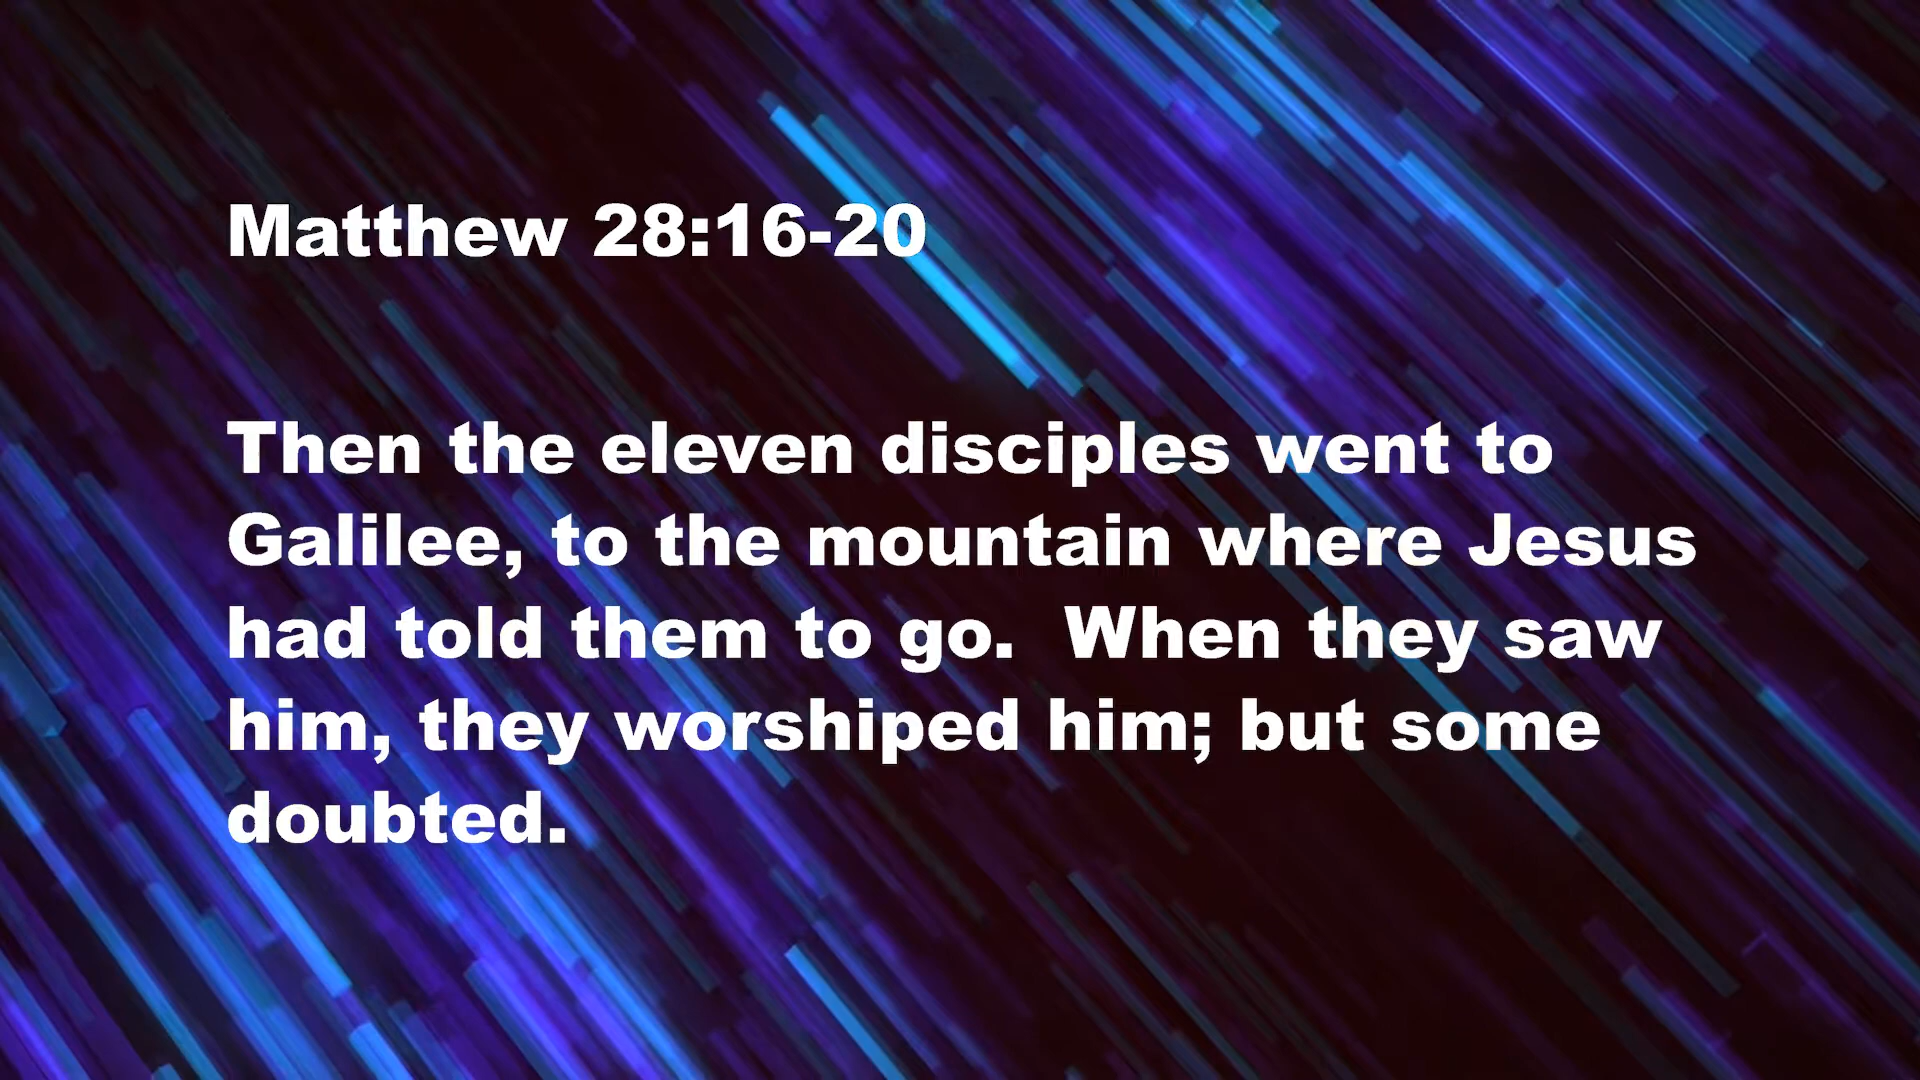 Matthew 28:16-20
Then the eleven disciples went to
Galilee, to the mountain where Jesus
had told them to go.  When they saw
him, they worshiped him; but some
doubted.